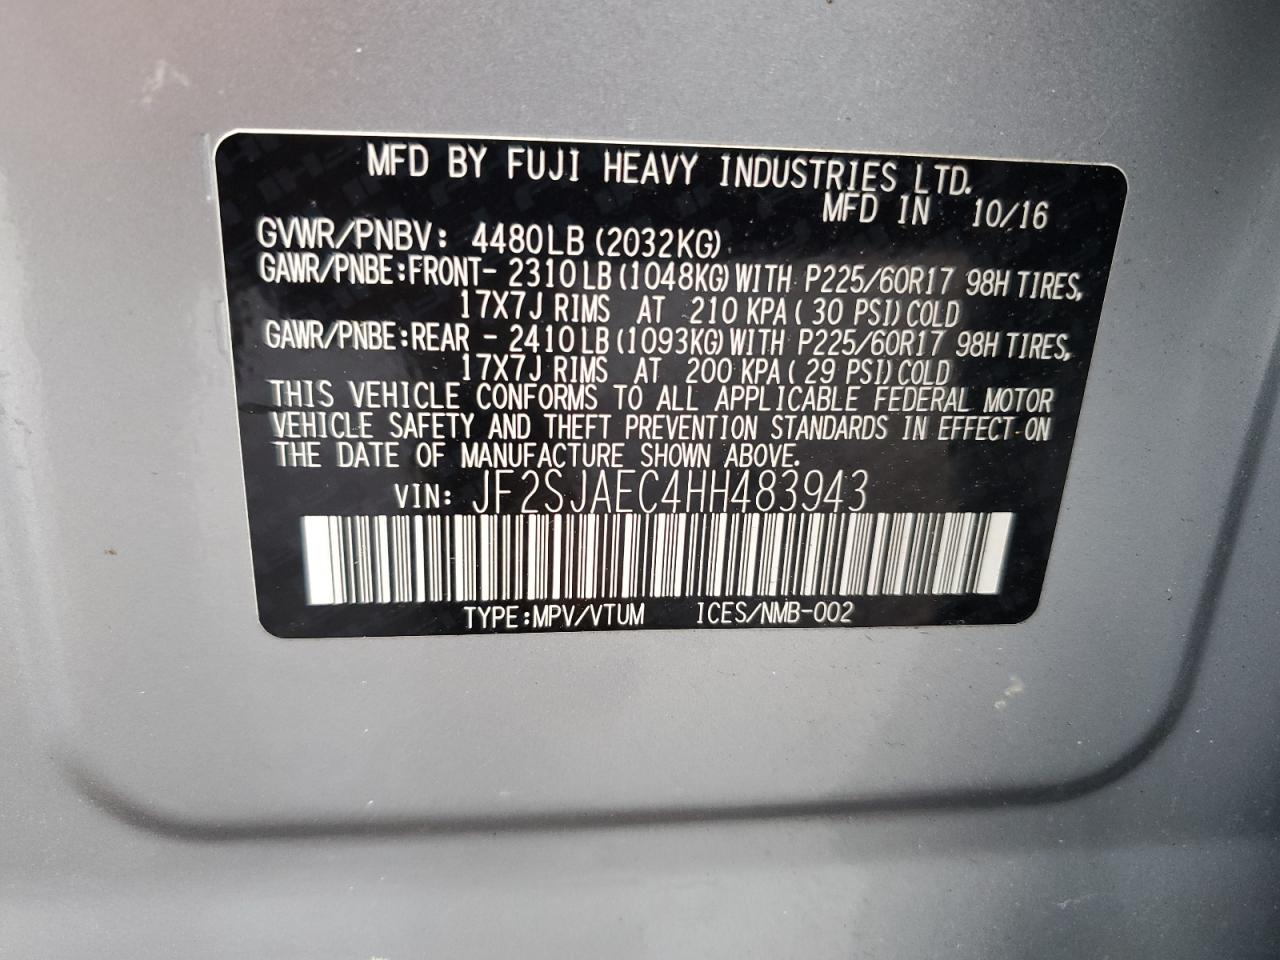 MFD BY FUJI HEAVY INDUSTRIES LTD.
MFD IN 10/16
GVWR/PNBV: 4480LB (2032KG)
GAWR/PNBE:FRONT- 2310LB (1048KG) WITH P225/60R17 98H TIRES,
17X7J RIMS AT 210 KPA ( 30 PSI) COLD
GAWR/PNBE:REAR - 2410LB (1093KG) WITH P225/60R17 98H TIRES,
17X7J RIMS AT 200 KPA ( 29 PSI) COLD
THIS VEHICLE CONFORMS TO ALL APPLICABLE FEDERAL MOTOR
VEHICLE SAFETY AND THEFT PREVENTION STANDARDS IN EFFECT ON
THE DATE OF MANUFACTURE SHOWN ABOVE.
VIN: JF2SJAEC4HH483943
TYPE:MPV/VTUM ICES/NMB-002